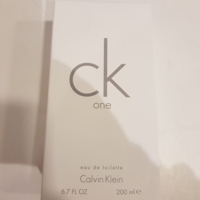 ck
one
eau de toilette
Calvin Klein
6.7 FL OZ 200 ml ℮